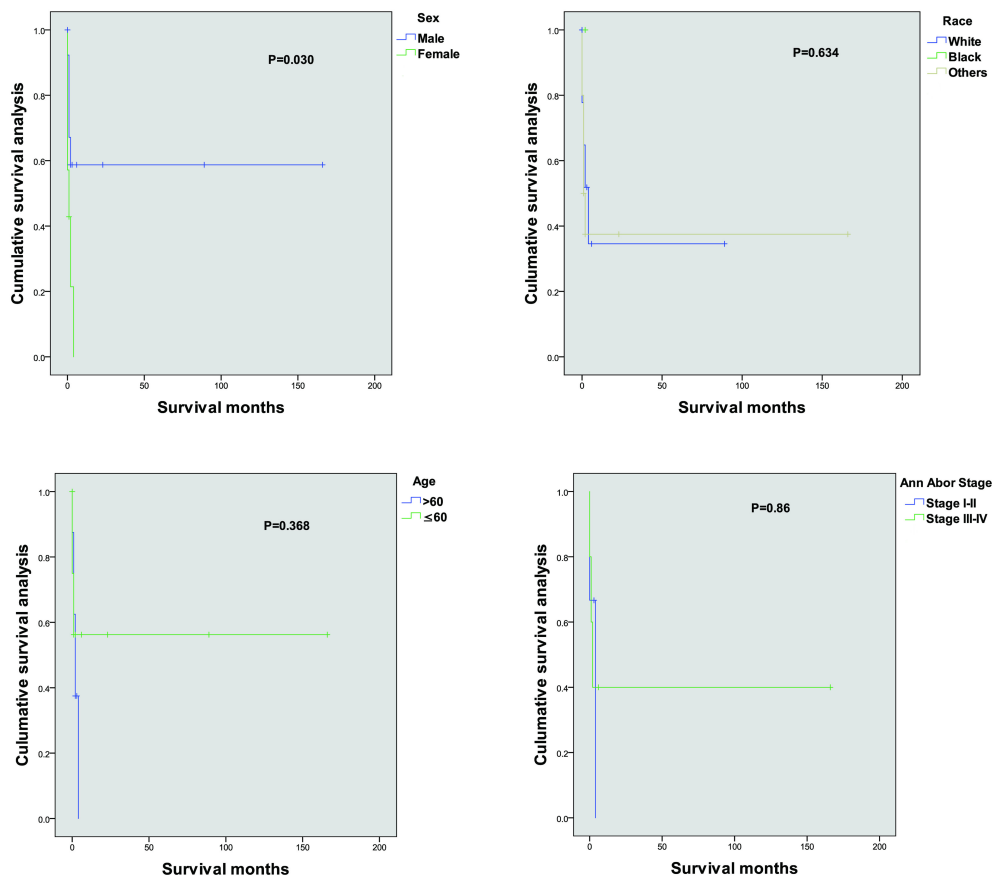 Sex
Male
Female
P=0.030
Cumulative survival analysis
1.0
0.8
0.6
0.4
0.2
0.0
0 50 100 150 200
Survival months
Race
White
Black
Others
P=0.634
Culumative survival analysis
1.0
0.8
0.6
0.4
0.2
0.0
0 50 100 150 200
Survival months
Age
>60
≤60
P=0.368
Culumative survival analysis
1.0
0.8
0.6
0.4
0.2
0.0
0 50 100 150 200
Survival months
Ann Abor Stage
Stage I-II
Stage III-IV
P=0.86
Culumative survival analysis
1.0
0.8
0.6
0.4
0.2
0.0
0 50 100 150 200
Survival months